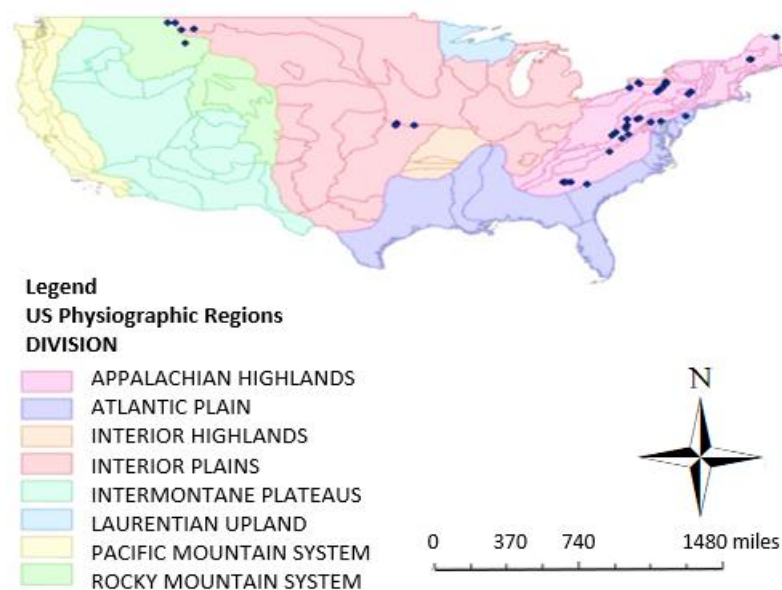 Legend
US Physiographic Regions
DIVISION
APPALACHIAN HIGHLANDS
ATLANTIC PLAIN
INTERIOR HIGHLANDS
INTERIOR PLAINS
INTERMONTANE PLATEAUS
LAURENTIAN UPLAND
PACIFIC MOUNTAIN SYSTEM
ROCKY MOUNTAIN SYSTEM
N
0 370 740 1480 miles